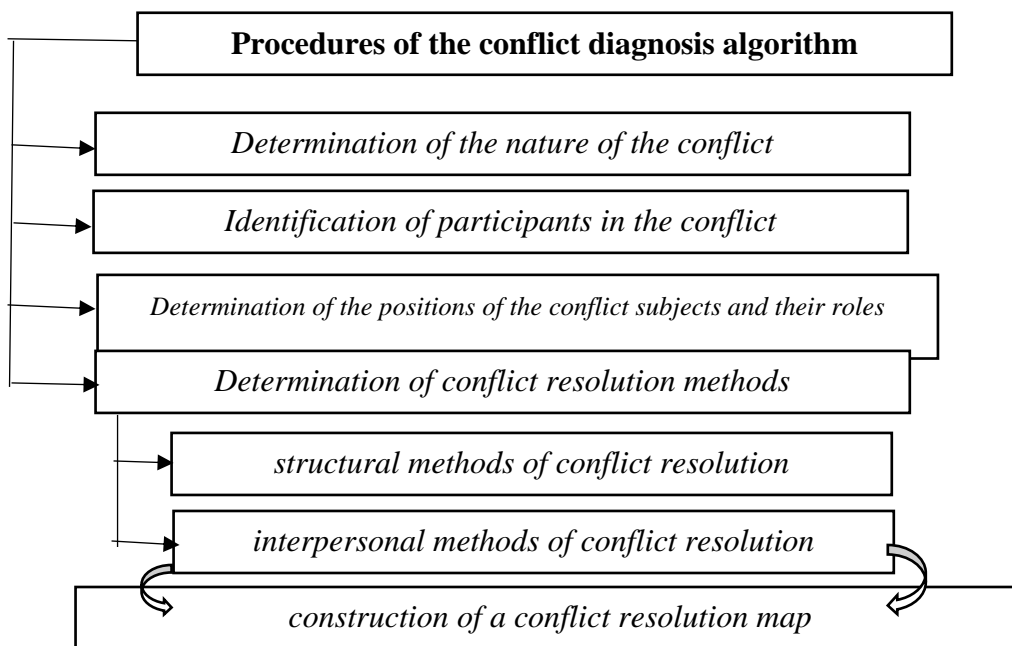 Procedures of the conflict diagnosis algorithm
Determination of the nature of the conflict
Identification of participants in the conflict
Determination of the positions of the conflict subjects and their roles
Determination of conflict resolution methods
structural methods of conflict resolution
interpersonal methods of conflict resolution
construction of a conflict resolution map